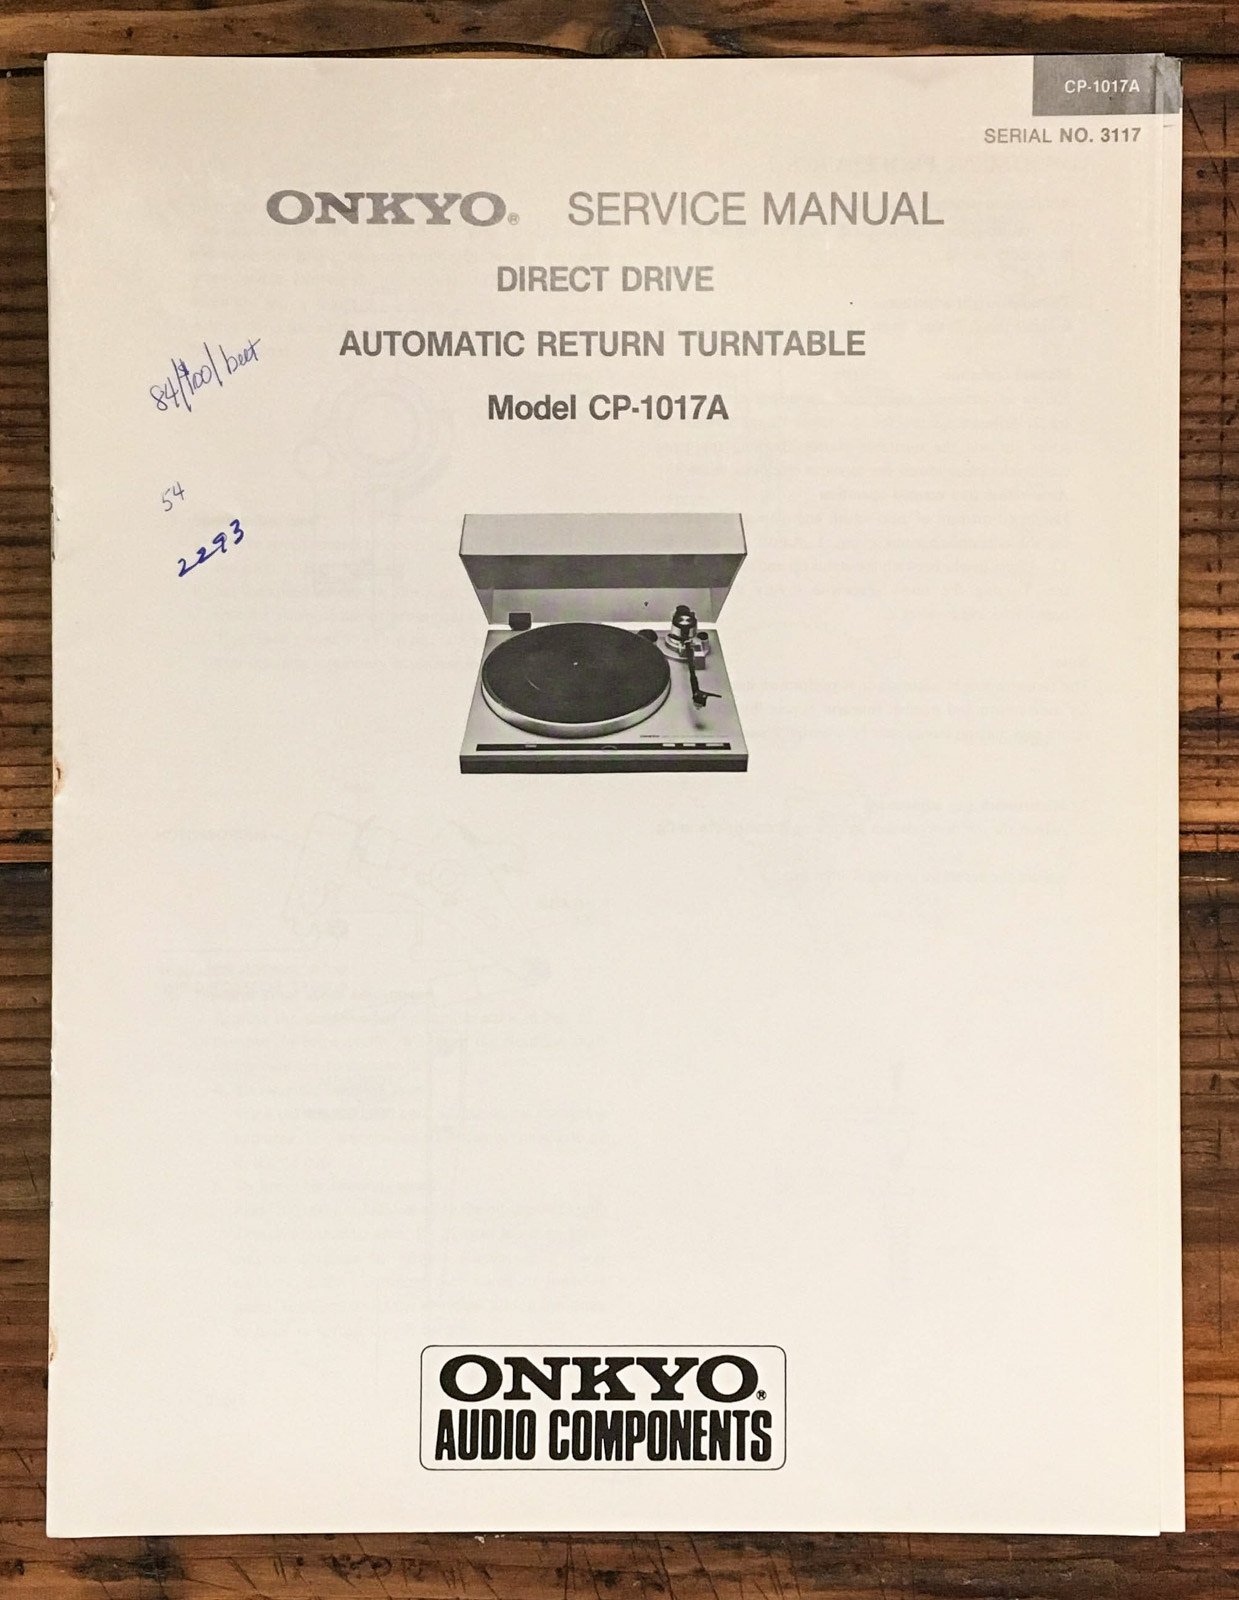 CP-1017A
SERIAL NO. 3117
ONKYO® SERVICE MANUAL
DIRECT DRIVE
AUTOMATIC RETURN TURNTABLE
Model CP-1017A
54
2293
ONKYO®
AUDIO COMPONENTS